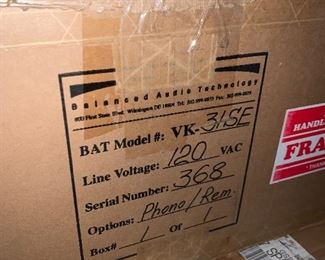 Balanced Audio Technology
BAT Model #: VK-31SE
Line Voltage: 120 VAC
Serial Number: 368
Options: Phono/Rem.
Box# 1 Of 1
HANDL
FRA